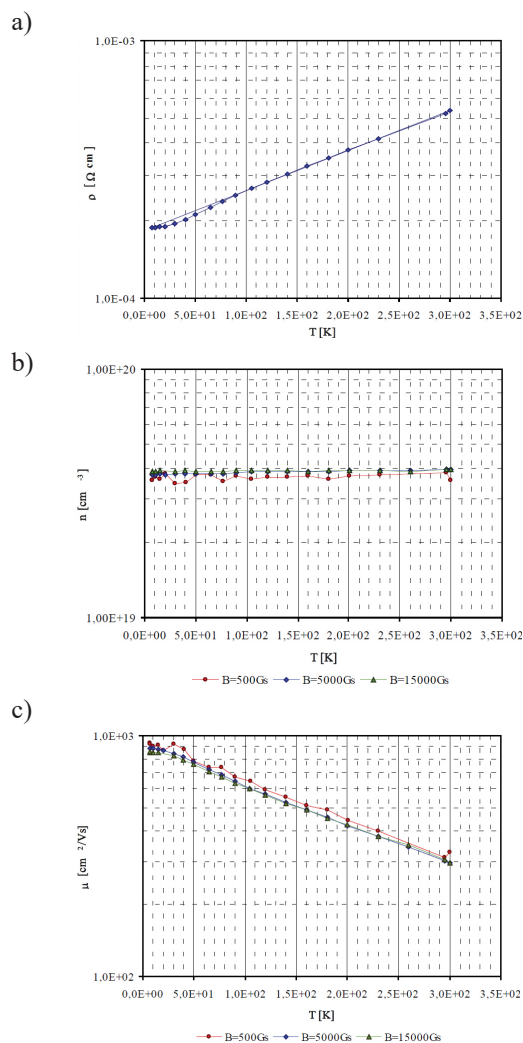 a)
1,0E-03
ρ [ Ω cm ]
1,0E-04
0,0E+00 5,0E+01 1,0E+02 1,5E+02 2,0E+02 2,5E+02 3,0E+02 3,5E+02
T [K]
b)
1,00E+20
n [cm -3]
1,00E+19
0,0E+00 5,0E+01 1,0E+02 1,5E+02 2,0E+02 2,5E+02 3,0E+02 3,5E+02
T [K]
B=500Gs B=5000Gs B=15000Gs
c)
1,0E+03
μ [cm 2/Vs]
1,0E+02
0,0E+00 5,0E+01 1,0E+02 1,5E+02 2,0E+02 2,5E+02 3,0E+02 3,5E+02
T [K]
B=500Gs B=5000Gs B=15000Gs